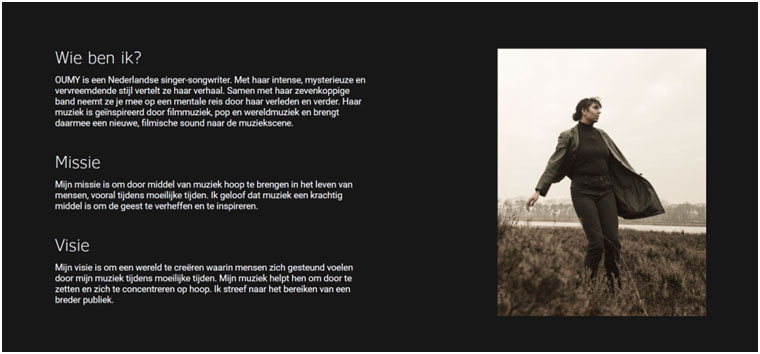 Wie ben ik?
OUMY is een Nederlandse singer-songwriter. Met haar intense, mysterieuze en
vervreemdende stijl vertelt ze haar verhaal. Samen met haar zevenkoppige
band neemt ze je mee op een mentale reis door haar verleden en verder. Haar
muziek is geïnspireerd door filmmuziek, pop en wereldmuziek en brengt
daarmee een nieuwe, filmische sound naar de muziekscene.
Missie
Mijn missie is om door middel van muziek hoop te brengen in het leven van
mensen, vooral tijdens moeilijke tijden. Ik geloof dat muziek een krachtig
middel is om de geest te verheffen en te inspireren.
Visie
Mijn visie is om een wereld te creëren waarin mensen zich gesteund voelen
door mijn muziek tijdens moeilijke tijden. Mijn muziek helpt hen om door te
zetten en zich te concentreren op hoop. Ik streef naar het bereiken van een
breder publiek.